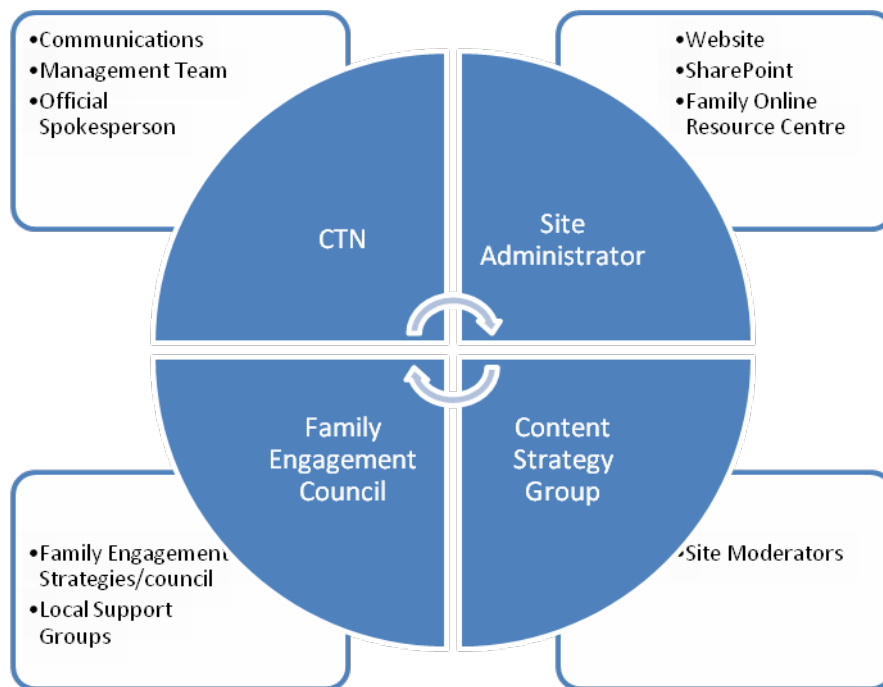 •Communications
•Management Team
•Official
Spokesperson
•Website
•SharePoint
•Family Online
Resource Centre
CTN
Site
Administrator
Family
Engagement
Council
Content
Strategy
Group
•Family Engagement
Strategies/council
•Local Support
Groups
•Site Moderators